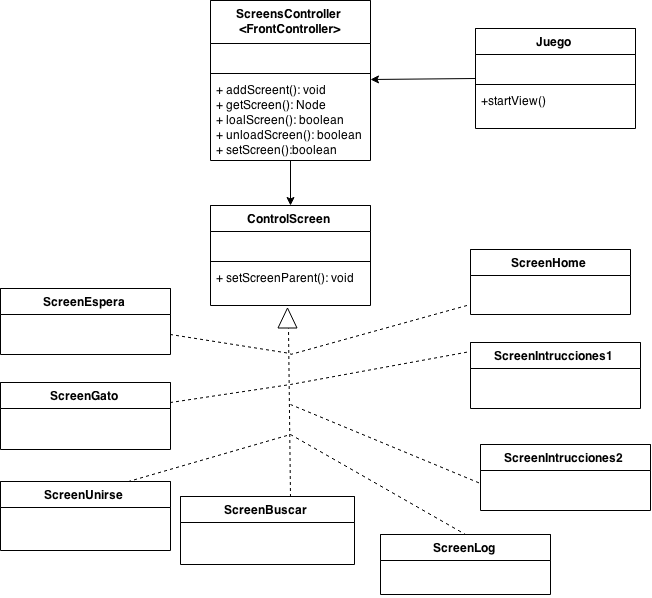 ScreensController
<FrontController>
+ addScreent(): void
+ getScreen(): Node
+ loalScreen(): boolean
+ unloadScreen(): boolean
+ setScreen():boolean
Juego
+startView()
ControlScreen
+ setScreenParent(): void
ScreenHome
ScreenEspera
ScreenIntrucciones1
ScreenGato
ScreenIntrucciones2
ScreenUnirse
ScreenBuscar
ScreenLog